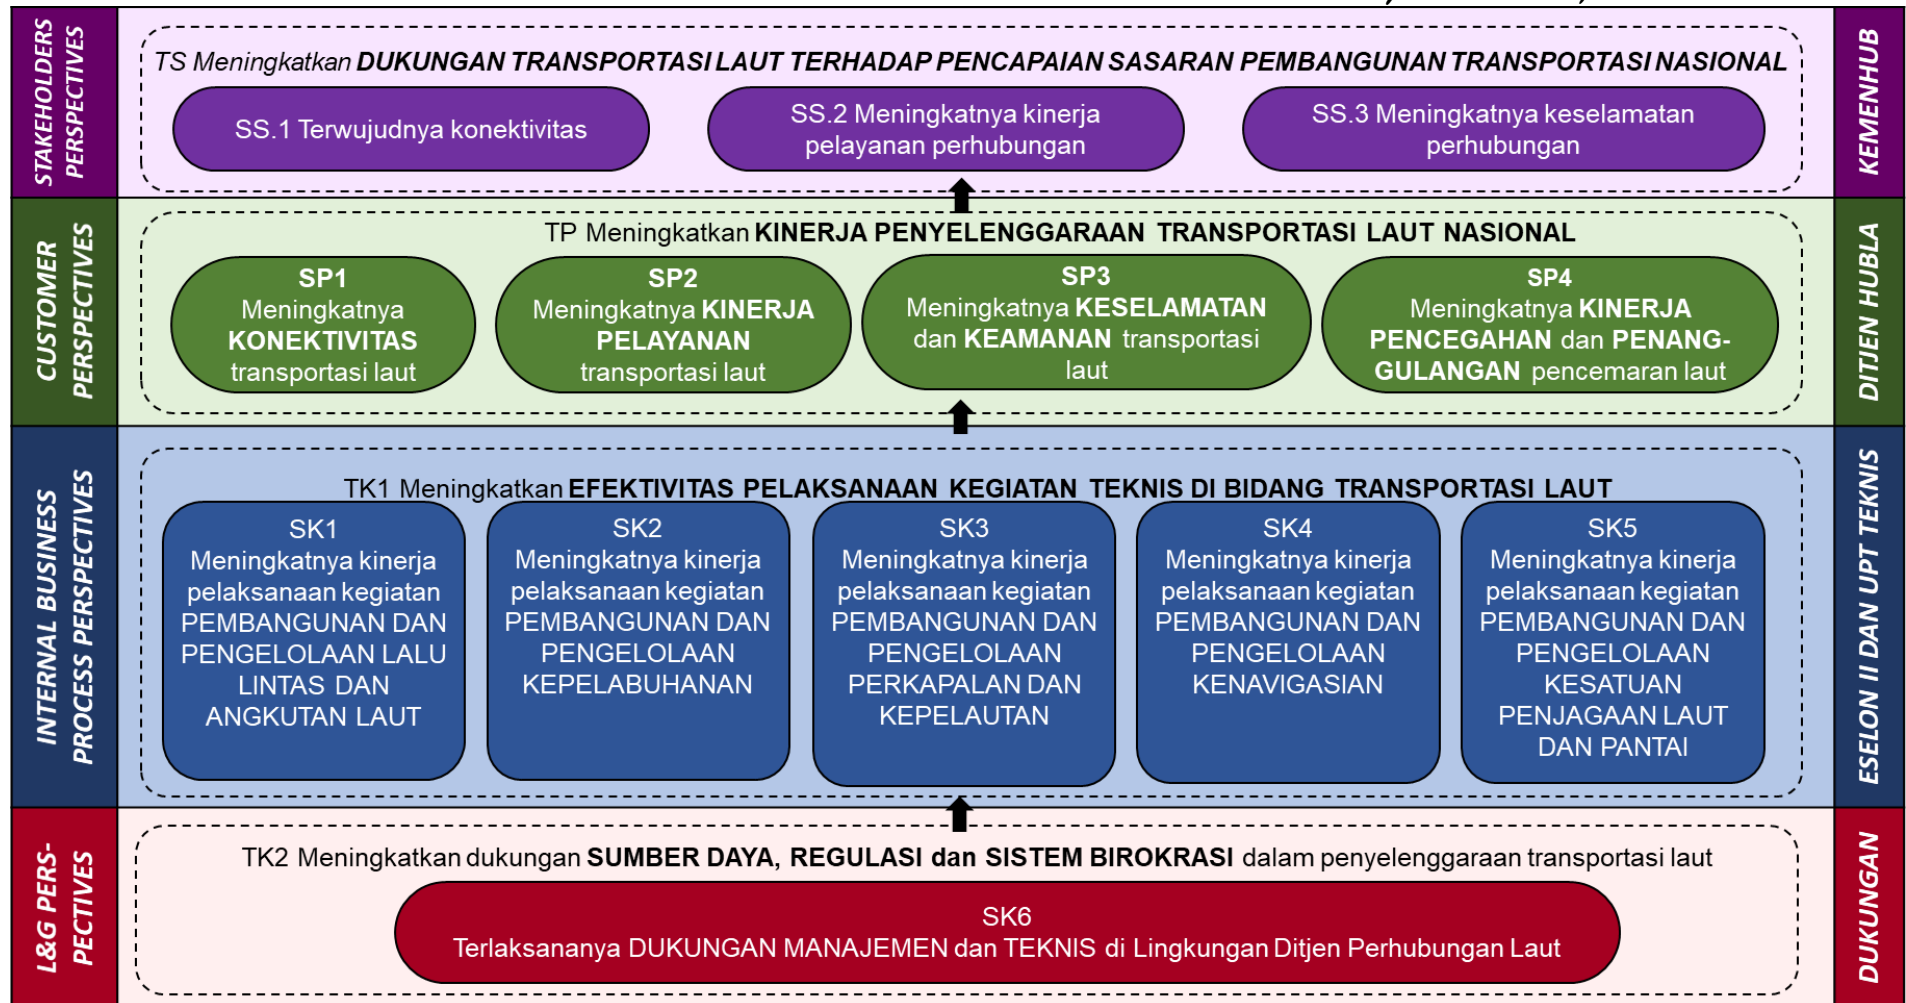 STAKEHOLDERS
PERSPECTIVES
TS Meningkatkan DUKUNGAN TRANSPORTASI LAUT TERHADAP PENCAPAIAN SASARAN PEMBANGUNAN TRANSPORTASI NASIONAL
SS.1 Terwujudnya konektivitas
SS.2 Meningkatnya kinerja
pelayanan perhubungan
SS.3 Meningkatnya keselamatan
perhubungan
KEMENHUB
CUSTOMER
PERSPECTIVES
TP Meningkatkan KINERJA PENYELENGGARAAN TRANSPORTASI LAUT NASIONAL
SP1
Meningkatnya
KONEKTIVITAS
transportasi laut
SP2
Meningkatnya KINERJA
PELAYANAN
transportasi laut
SP3
Meningkatnya KESELAMATAN
dan KEAMANAN transportasi
laut
SP4
Meningkatnya KINERJA
PENCEGAHAN dan PENANG-
GULANGAN pencemaran laut
DITJEN HUBLA
INTERNAL BUSINESS
PROCESS PERSPECTIVES
TK1 Meningkatkan EFEKTIVITAS PELAKSANAAN KEGIATAN TEKNIS DI BIDANG TRANSPORTASI LAUT
SK1
Meningkatnya kinerja
pelaksanaan kegiatan
PEMBANGUNAN DAN
PENGELOLAAN LALU
LINTAS DAN
ANGKUTAN LAUT
SK2
Meningkatnya kinerja
pelaksanaan kegiatan
PEMBANGUNAN DAN
PENGELOLAAN
KEPELABUHANAN
SK3
Meningkatnya kinerja
pelaksanaan kegiatan
PEMBANGUNAN DAN
PENGELOLAAN
PERKAPALAN DAN
KEPELAUTAN
SK4
Meningkatnya kinerja
pelaksanaan kegiatan
PEMBANGUNAN DAN
PENGELOLAAN
KENAVIGASIAN
SK5
Meningkatnya kinerja
pelaksanaan kegiatan
PEMBANGUNAN DAN
PENGELOLAAN
KESATUAN
PENJAGAAN LAUT
DAN PANTAI
ESELON II DAN UPT TEKNIS
L&G PERS-
PECTIVES
TK2 Meningkatkan dukungan SUMBER DAYA, REGULASI dan SISTEM BIROKRASI dalam penyelenggaraan transportasi laut
SK6
Terlaksananya DUKUNGAN MANAJEMEN dan TEKNIS di Lingkungan Ditjen Perhubungan Laut
DUKUNGAN